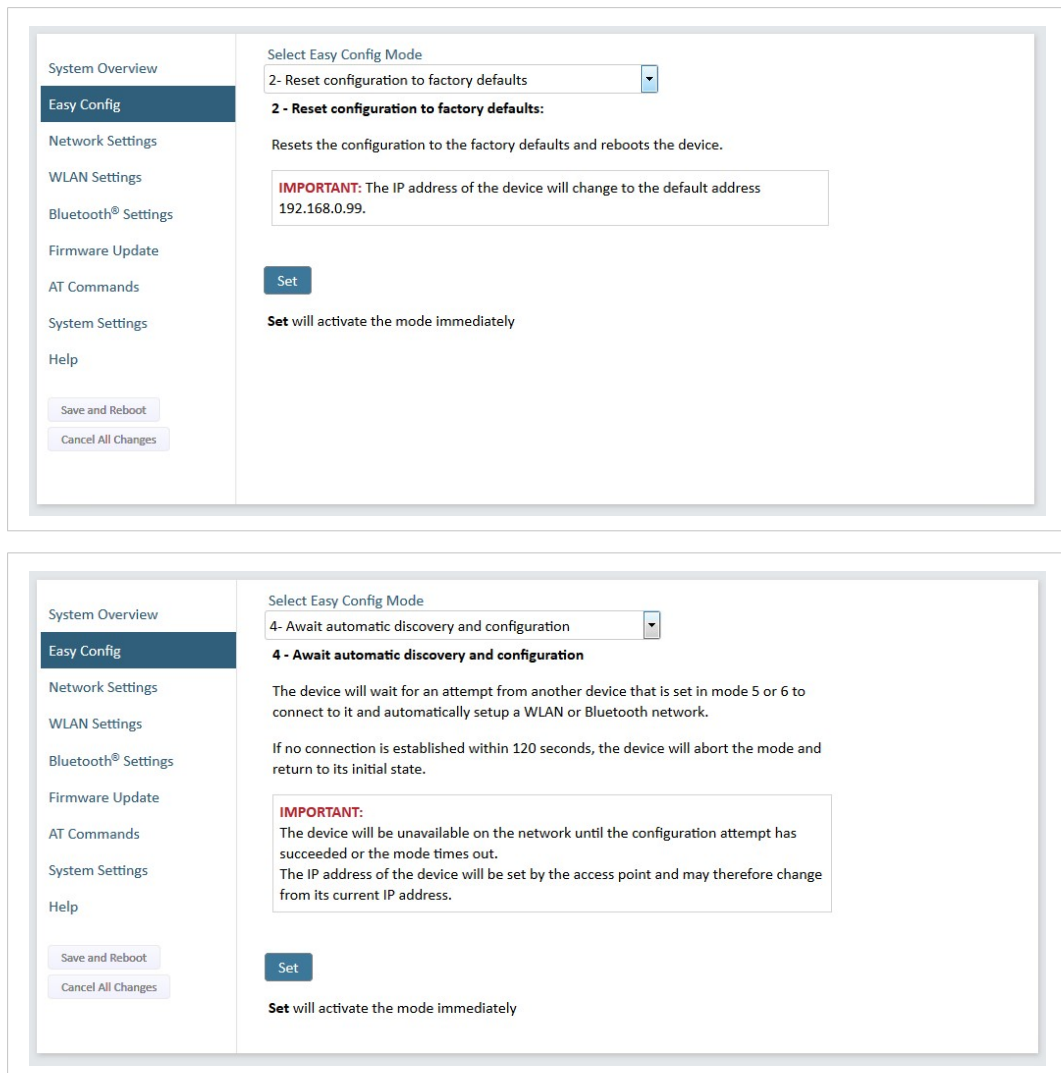 System Overview
Easy Config
Network Settings
WLAN Settings
Bluetooth® Settings
Firmware Update
AT Commands
System Settings
Help
Save and Reboot
Cancel All Changes
Select Easy Config Mode
2- Reset configuration to factory defaults
2 - Reset configuration to factory defaults:
Resets the configuration to the factory defaults and reboots the device.
IMPORTANT: The IP address of the device will change to the default address
192.168.0.99.
Set
Set will activate the mode immediately
System Overview
Easy Config
Network Settings
WLAN Settings
Bluetooth® Settings
Firmware Update
AT Commands
System Settings
Help
Save and Reboot
Cancel All Changes
Select Easy Config Mode
4- Await automatic discovery and configuration
4 - Await automatic discovery and configuration
The device will wait for an attempt from another device that is set in mode 5 or 6 to
connect to it and automatically setup a WLAN or Bluetooth network.
If no connection is established within 120 seconds, the device will abort the mode and
return to its initial state.
IMPORTANT:
The device will be unavailable on the network until the configuration attempt has
succeeded or the mode times out.
The IP address of the device will be set by the access point and may therefore change
from its current IP address.
Set
Set will activate the mode immediately